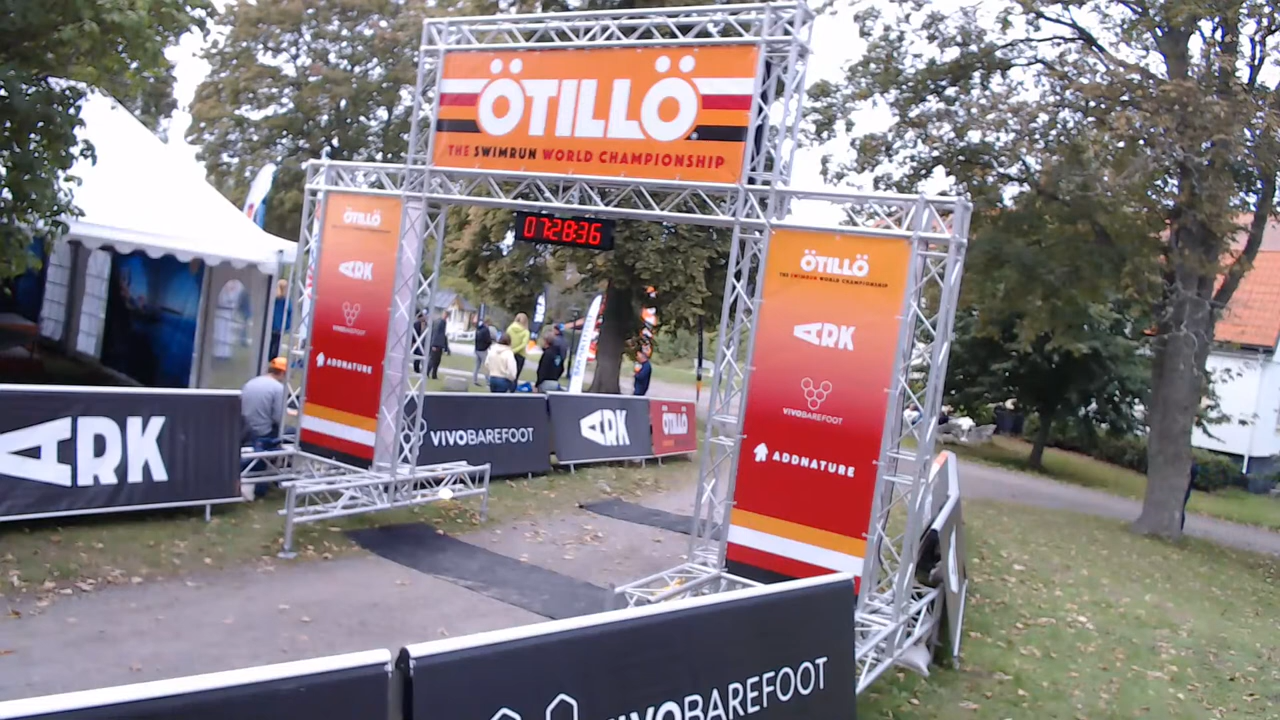 ÖTILLÖ
THE SWIMRUN WORLD CHAMPIONSHIP
07:28:36
ÖTILLÖ
ARK
VIVOBAREFOOT
ADDNATURE
ÖTILLÖ
THE SWIMRUN WORLD CHAMPIONSHIP
ARK
VIVOBAREFOOT
ADDNATURE
ARK
VIVOBAREFOOT
ARK
ÖTILLÖ
VIVOBAREFOOT